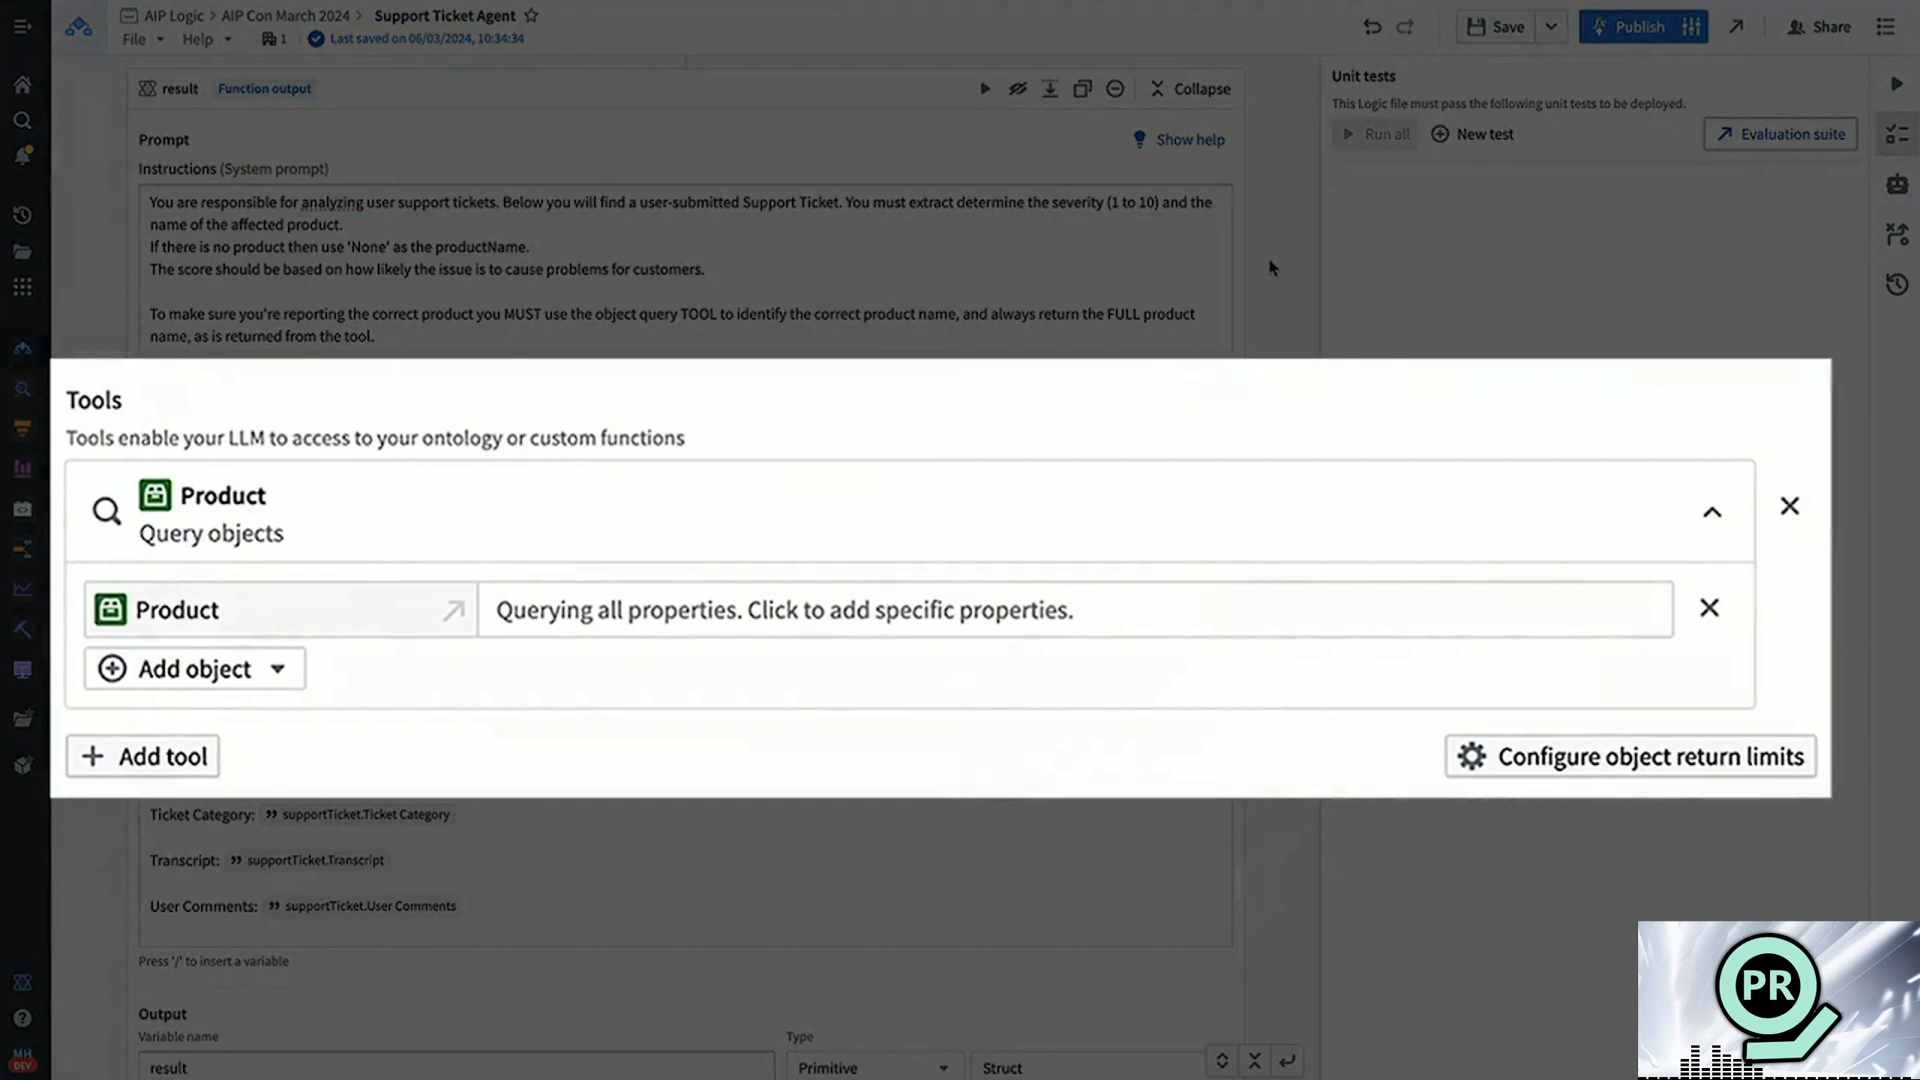 AIP Logic > AIP Con March 2024 > Support Ticket Agent
File Help 1 Last saved on 06/03/2024, 10:34:34
Save
Publish
Share
result Function output
Collapse
Prompt
Show help
Instructions (System prompt)
You are responsible for analyzing user support tickets. Below you will find a user-submitted Support Ticket. You must extract determine the severity (1 to 10) and the
name of the affected product.
If there is no product then use 'None' as the productName.
The score should be based on how likely the issue is to cause problems for customers.
To make sure you're reporting the correct product you MUST use the object query TOOL to identify the correct product name, and always return the FULL product
name, as is returned from the tool.
Unit tests
This Logic file must pass the following unit tests to be deployed.
Run all
New test
Evaluation suite
Tools
Tools enable your LLM to access to your ontology or custom functions
Product
Query objects
Product
Querying all properties. Click to add specific properties.
Add object
Add tool
Configure object return limits
Ticket Category: supportTicket.Ticket Category
Transcript: supportTicket.Transcript
User Comments: supportTicket.User Comments
Press '/' to insert a variable
Output
Variable name
Type
result
Primitive
Struct
MH
DEV
PR